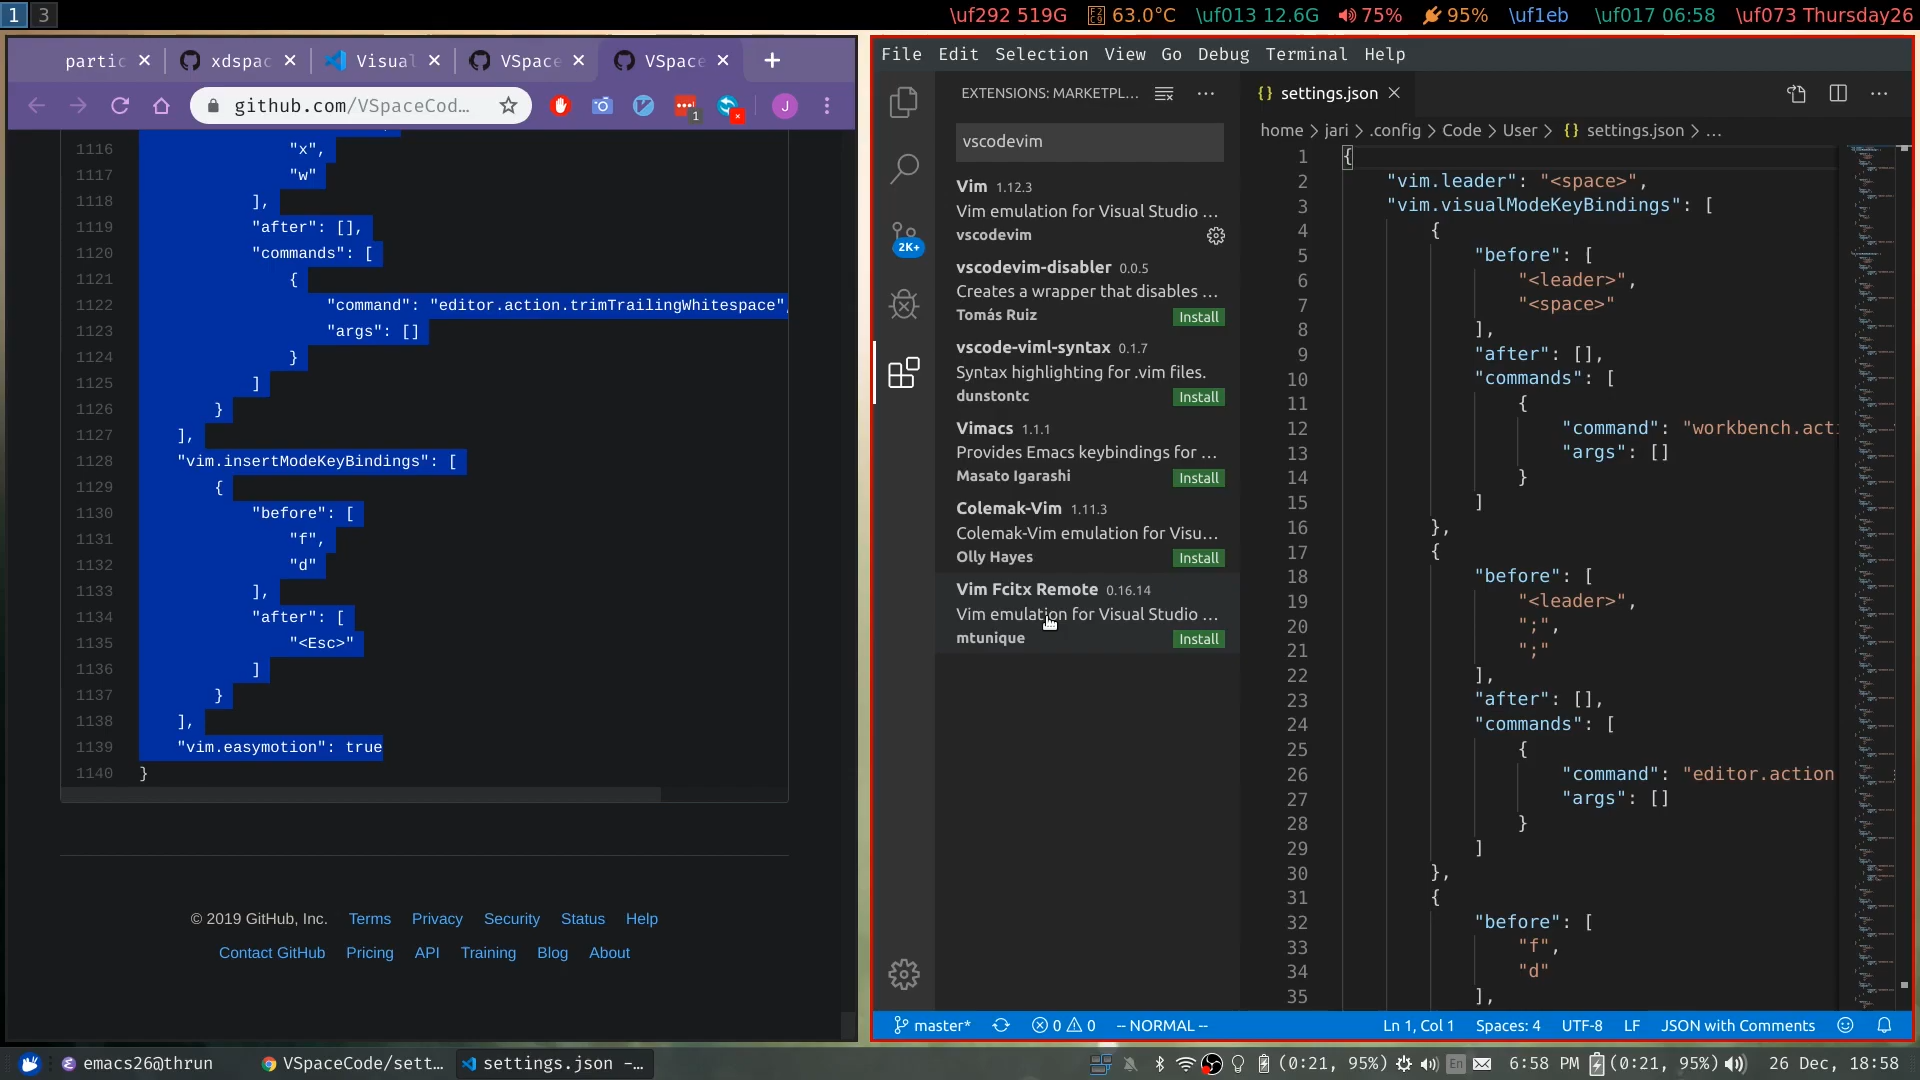 1 3
\uf292 519G 63.0°C \uf013 12.6G 75% 95% \uf1eb \uf017 06:58 \uf073 Thursday26
partic xdspac Visual VSpace VSpace
github.com/VSpaceCod…
1 J
1116 "x",
1117 "w"
1118 ],
1119 "after": [],
1120 "commands": [
1121 {
1122 "command": "editor.action.trimTrailingWhitespace",
1123 "args": []
1124 }
1125 ]
1126 }
1127 ],
1128 "vim.insertModeKeyBindings": [
1129 {
1130 "before": [
1131 "f",
1132 "d"
1133 ],
1134 "after": [
1135 "<Esc>"
1136 ]
1137 }
1138 ],
1139 "vim.easymotion": true
1140 }
© 2019 GitHub, Inc. Terms Privacy Security Status Help
Contact GitHub Pricing API Training Blog About
File Edit Selection View Go Debug Terminal Help
EXTENSIONS: MARKETPL…
vscodevim
2K+
Vim 1.12.3
Vim emulation for Visual Studio …
vscodevim
vscodevim-disabler 0.0.5
Creates a wrapper that disables …
Tomás Ruiz Install
vscode-viml-syntax 0.1.7
Syntax highlighting for .vim files.
dunstontc Install
Vimacs 1.1.1
Provides Emacs keybindings for …
Masato Igarashi Install
Colemak-Vim 1.11.3
Colemak-Vim emulation for Visu…
Olly Hayes Install
Vim Fcitx Remote 0.16.14
Vim emulation for Visual Studio …
mtunique Install
{} settings.json
home > jari > .config > Code > User > {} settings.json > …
1 {
2 "vim.leader": "<space>",
3 "vim.visualModeKeyBindings": [
4 {
5 "before": [
6 "<leader>",
7 "<space>"
8 ],
9 "after": [],
10 "commands": [
11 {
12 "command": "workbench.act
13 "args": []
14 }
15 ]
16 },
17 {
18 "before": [
19 "<leader>",
20 ";",
21 ";"
22 ],
23 "after": [],
24 "commands": [
25 {
26 "command": "editor.action
27 "args": []
28 }
29 ]
30 },
31 {
32 "before": [
33 "f",
34 "d"
35 ],
master* 0 0 -- NORMAL -- Ln 1, Col 1 Spaces: 4 UTF-8 LF JSON with Comments
emacs26@thrun VSpaceCode/sett… settings.json –… (0:21, 95%) En 6:58 PM (0:21, 95%) 26 Dec, 18:58